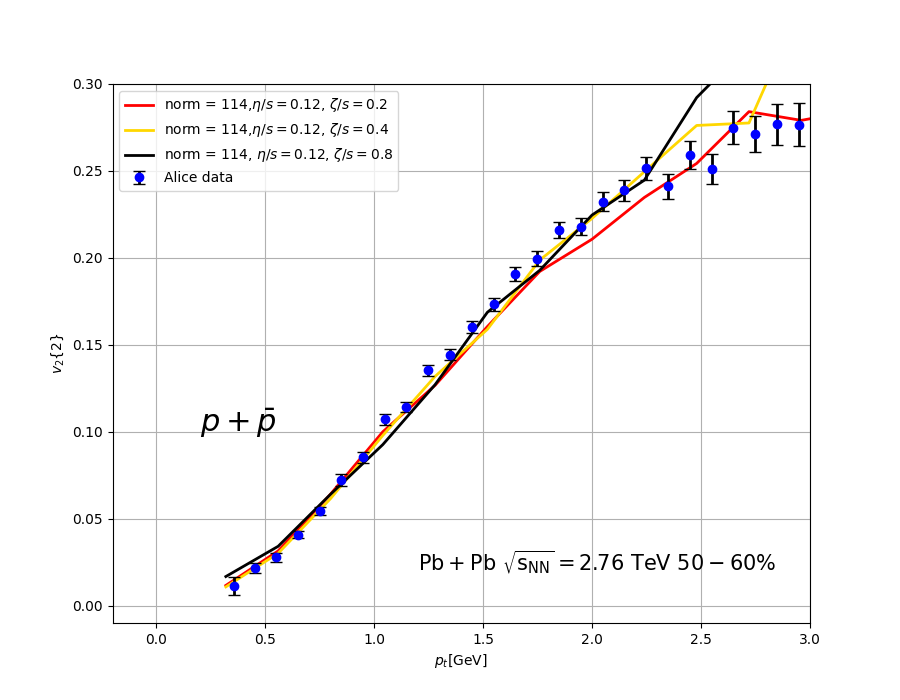 0.30
0.25
0.20
0.15
0.10
0.05
0.00
v₂{2}
norm = 114,η/s = 0.12, ζ/s = 0.2
norm = 114,η/s = 0.12, ζ/s = 0.4
norm = 114, η/s = 0.12, ζ/s = 0.8
Alice data
p + p̄
Pb + Pb √s_NN = 2.76 TeV 50 − 60%
0.0 0.5 1.0 1.5 2.0 2.5 3.0
p_t[GeV]